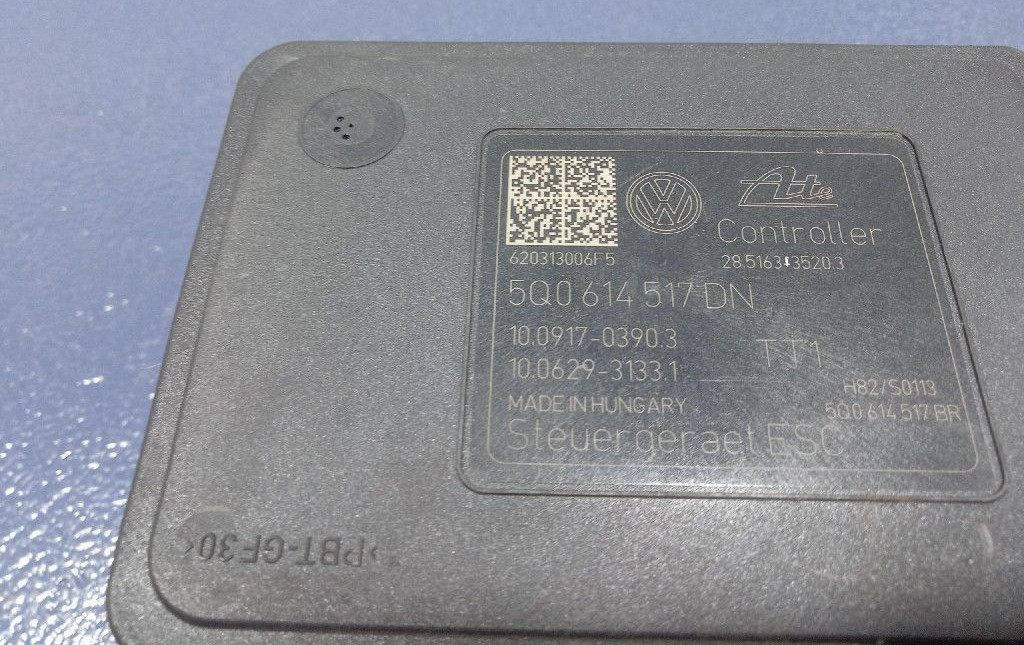 Ate
Controller
620313006F5
28.5163-3520.3
5Q0 614 517 DN
10.0917-0390.3
10.0629-3133.1
TJ1
H82/S0113
MADE IN HUNGARY
5Q0 614 517 BR
Steuergeraet ESC
>PBT-GF30<